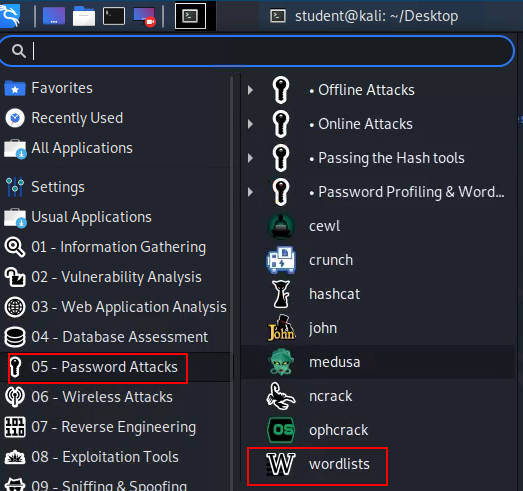 student@kali: ~/Desktop
Favorites
Recently Used
All Applications
Settings
Usual Applications
01 - Information Gathering
02 - Vulnerability Analysis
03 - Web Application Analysis
04 - Database Assessment
05 - Password Attacks
06 - Wireless Attacks
07 - Reverse Engineering
08 - Exploitation Tools
09 - Sniffing & Spoofing
• Offline Attacks
• Online Attacks
• Passing the Hash tools
• Password Profiling & Word...
cewl
crunch
hashcat
John
john
medusa
ncrack
OS
ophcrack
W
wordlists